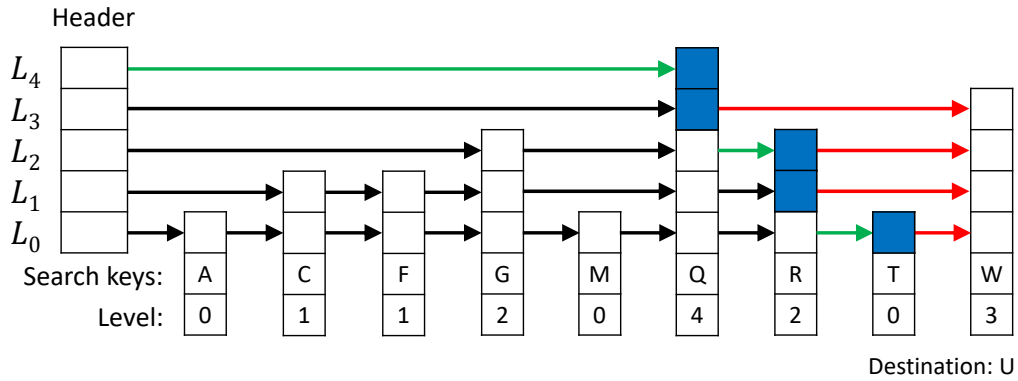 Header
L₄
L₃
L₂
L₁
L₀
Search keys: A C F G M Q R T W
Level: 0 1 1 2 0 4 2 0 3
Destination: U